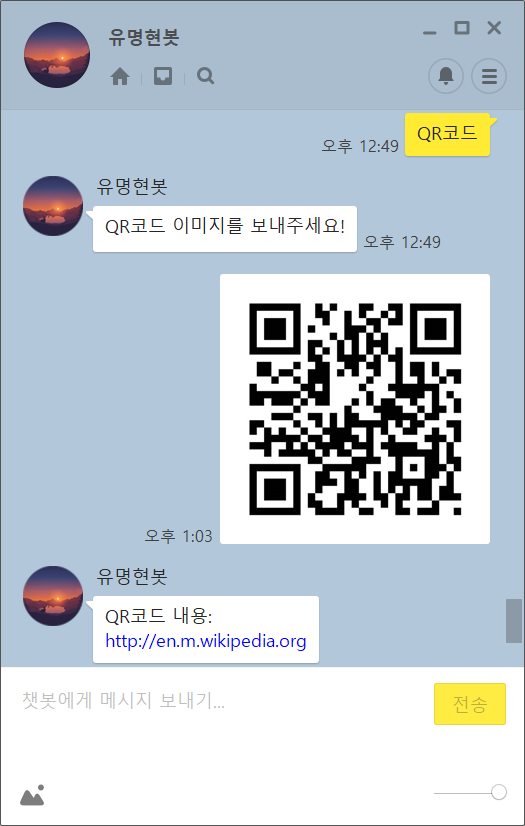 유명현봇
QR코드
오후 12:49
유명현봇
QR코드 이미지를 보내주세요!
오후 12:49
오후 1:03
유명현봇
QR코드 내용:
http://en.m.wikipedia.org
챗봇에게 메시지 보내기...
전송